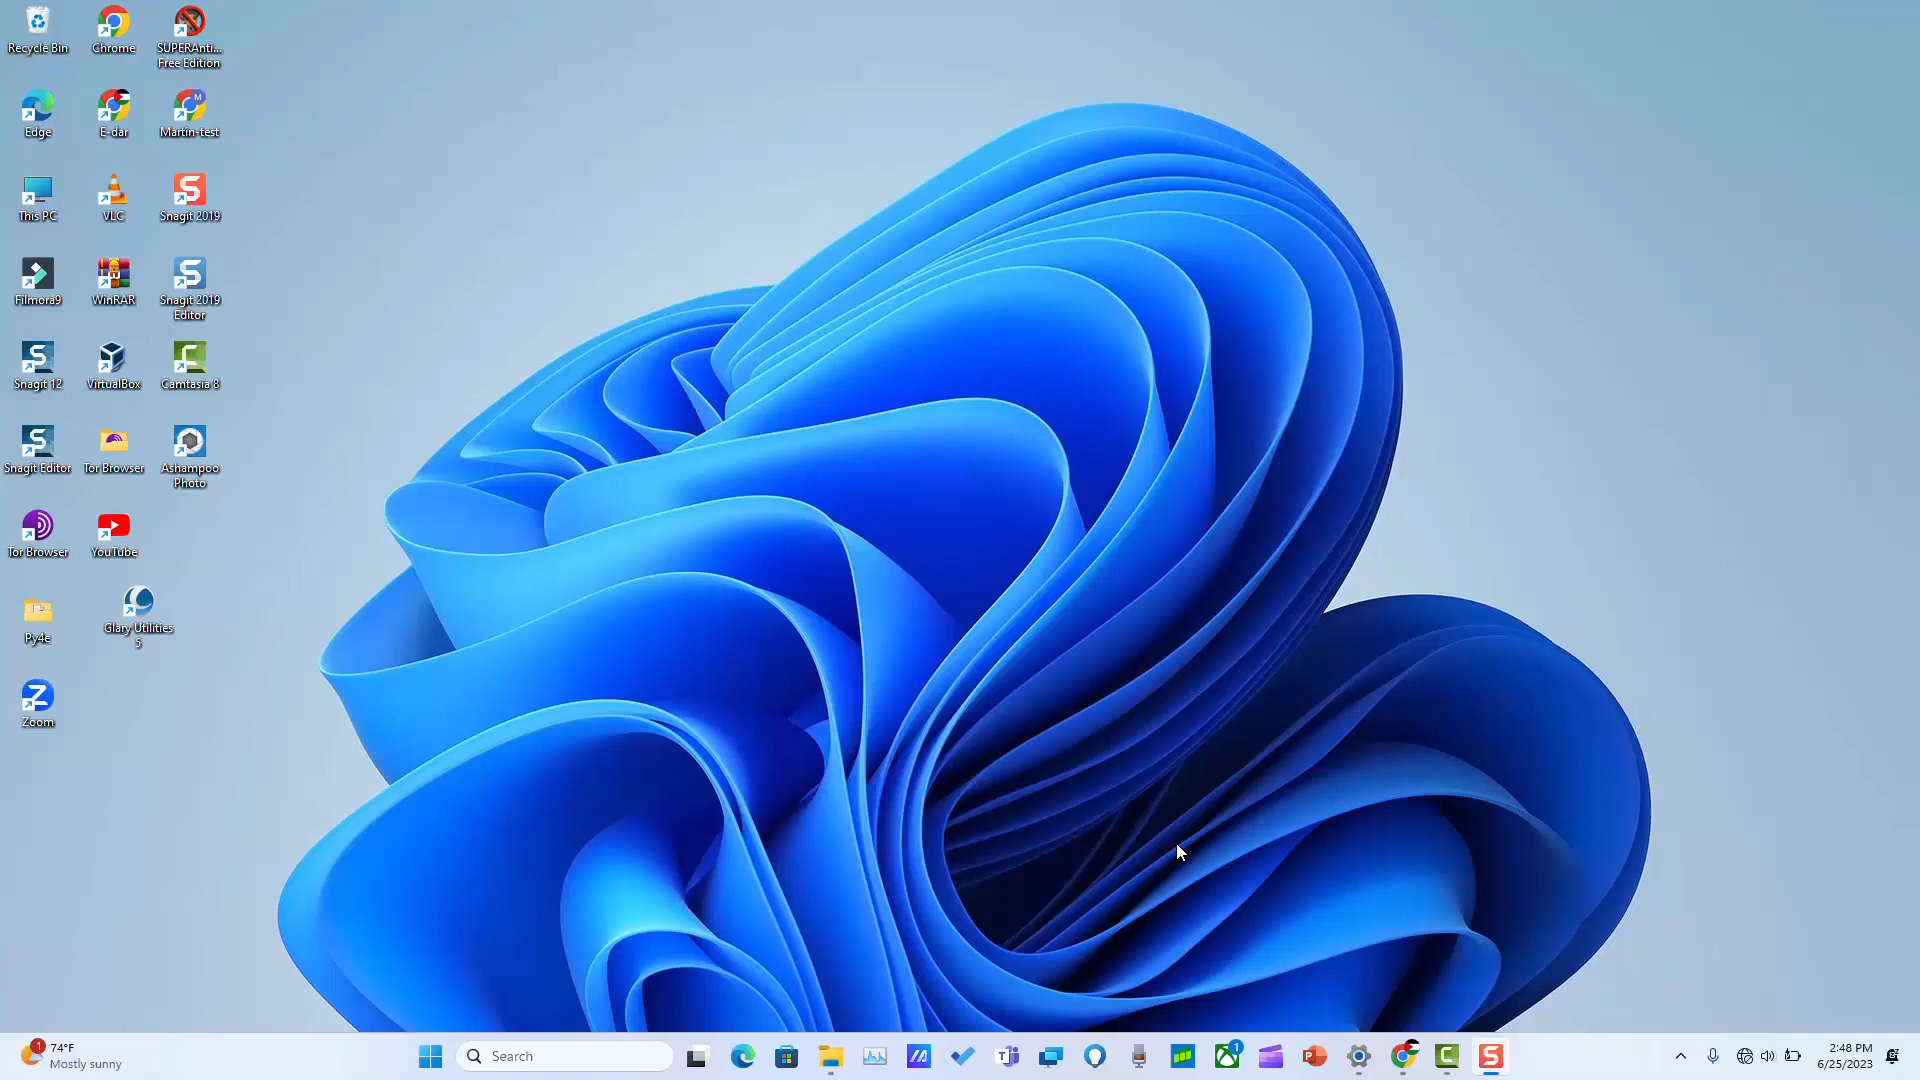 Recycle Bin
Chrome
SUPERAnti...
Free Edition
Edge
E-dar
M
Martin-test
This PC
VLC
Snagit 2019
Filmora9
WinRAR
Snagit 2019
Editor
Snagit 12
VirtualBox
Camtasia 8
Snagit Editor
Tor Browser
Ashampoo
Photo
Tor Browser
YouTube
Py4e
Glary Utilities
5
Zoom
1
74°F
Mostly sunny
Search
1
2:48 PM
6/25/2023